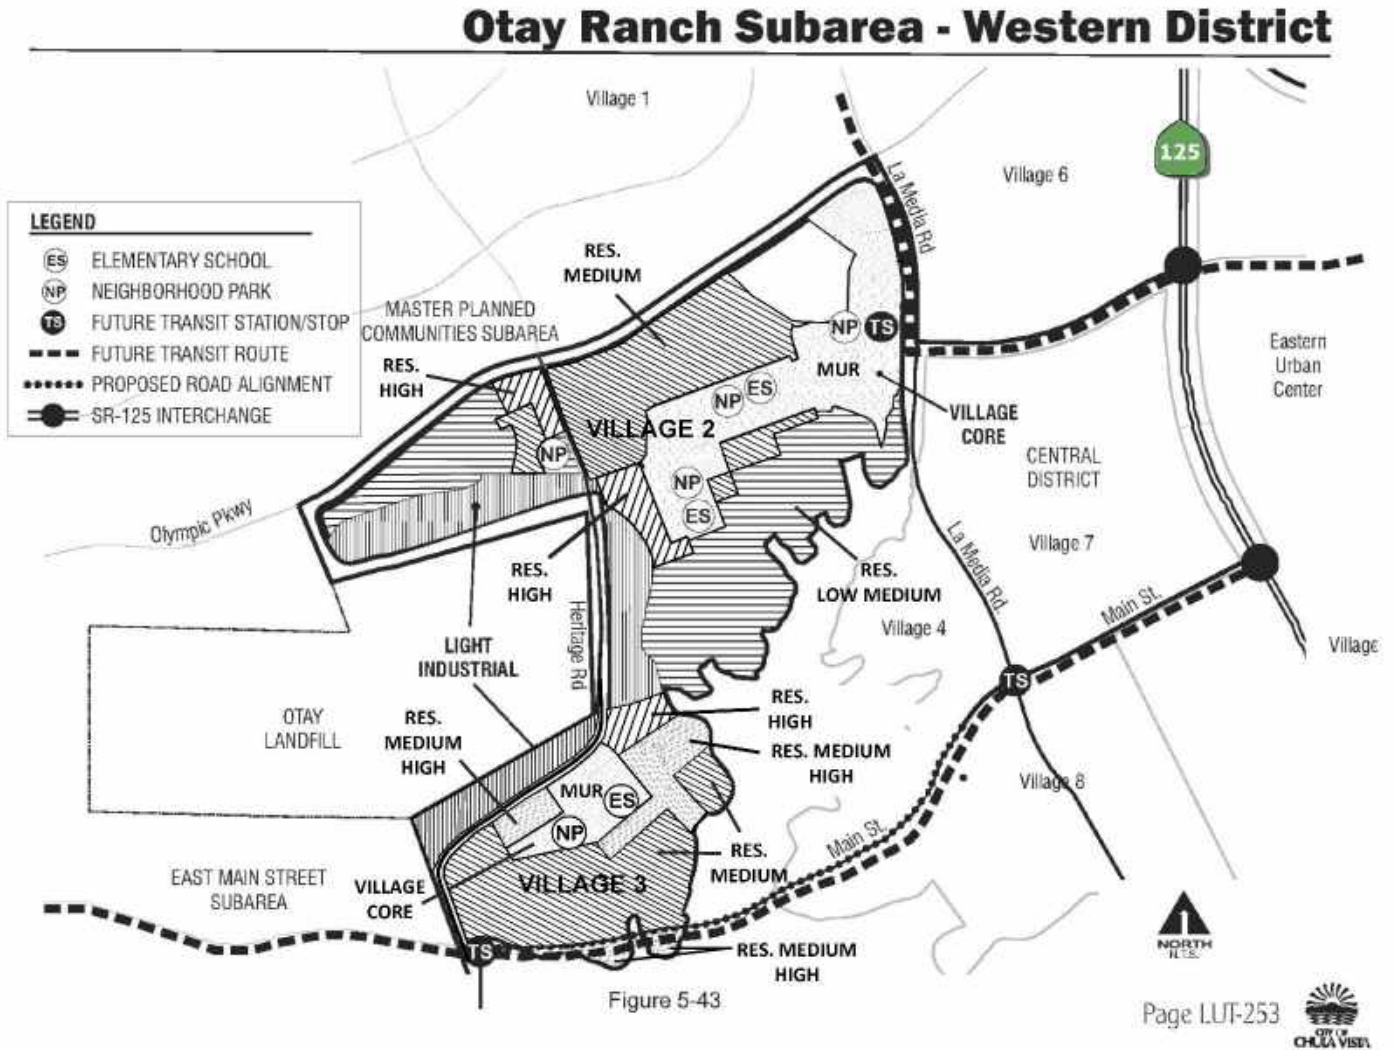 Otay Ranch Subarea - Western District
Village 1
125
Village 6
La Media Rd
LEGEND
ES ELEMENTARY SCHOOL
NP NEIGHBORHOOD PARK
TS FUTURE TRANSIT STATION/STOP
FUTURE TRANSIT ROUTE
PROPOSED ROAD ALIGNMENT
SR-125 INTERCHANGE
RES.
MEDIUM
MASTER PLANNED
COMMUNITIES SUBAREA
RES.
HIGH
NP
TS
MUR
Eastern
Urban
Center
NP
ES
VILLAGE
CORE
VILLAGE 2
NP
CENTRAL
DISTRICT
NP
ES
Olympic Pkwy
La Media Rd.
Village 7
RES.
HIGH
RES.
LOW MEDIUM
Main St.
Village 4
Heritage Rd
LIGHT
INDUSTRIAL
Village
TS
OTAY
LANDFILL
RES.
MEDIUM
HIGH
RES.
HIGH
RES. MEDIUM
HIGH
Village 8
MUR
ES
NP
Main St.
RES.
MEDIUM
EAST MAIN STREET
SUBAREA
VILLAGE
CORE
VILLAGE 3
TS
RES. MEDIUM
HIGH
NORTH
N.T.S.
Figure 5-43
Page LUT-253
CITY OF
CHULA VISTA